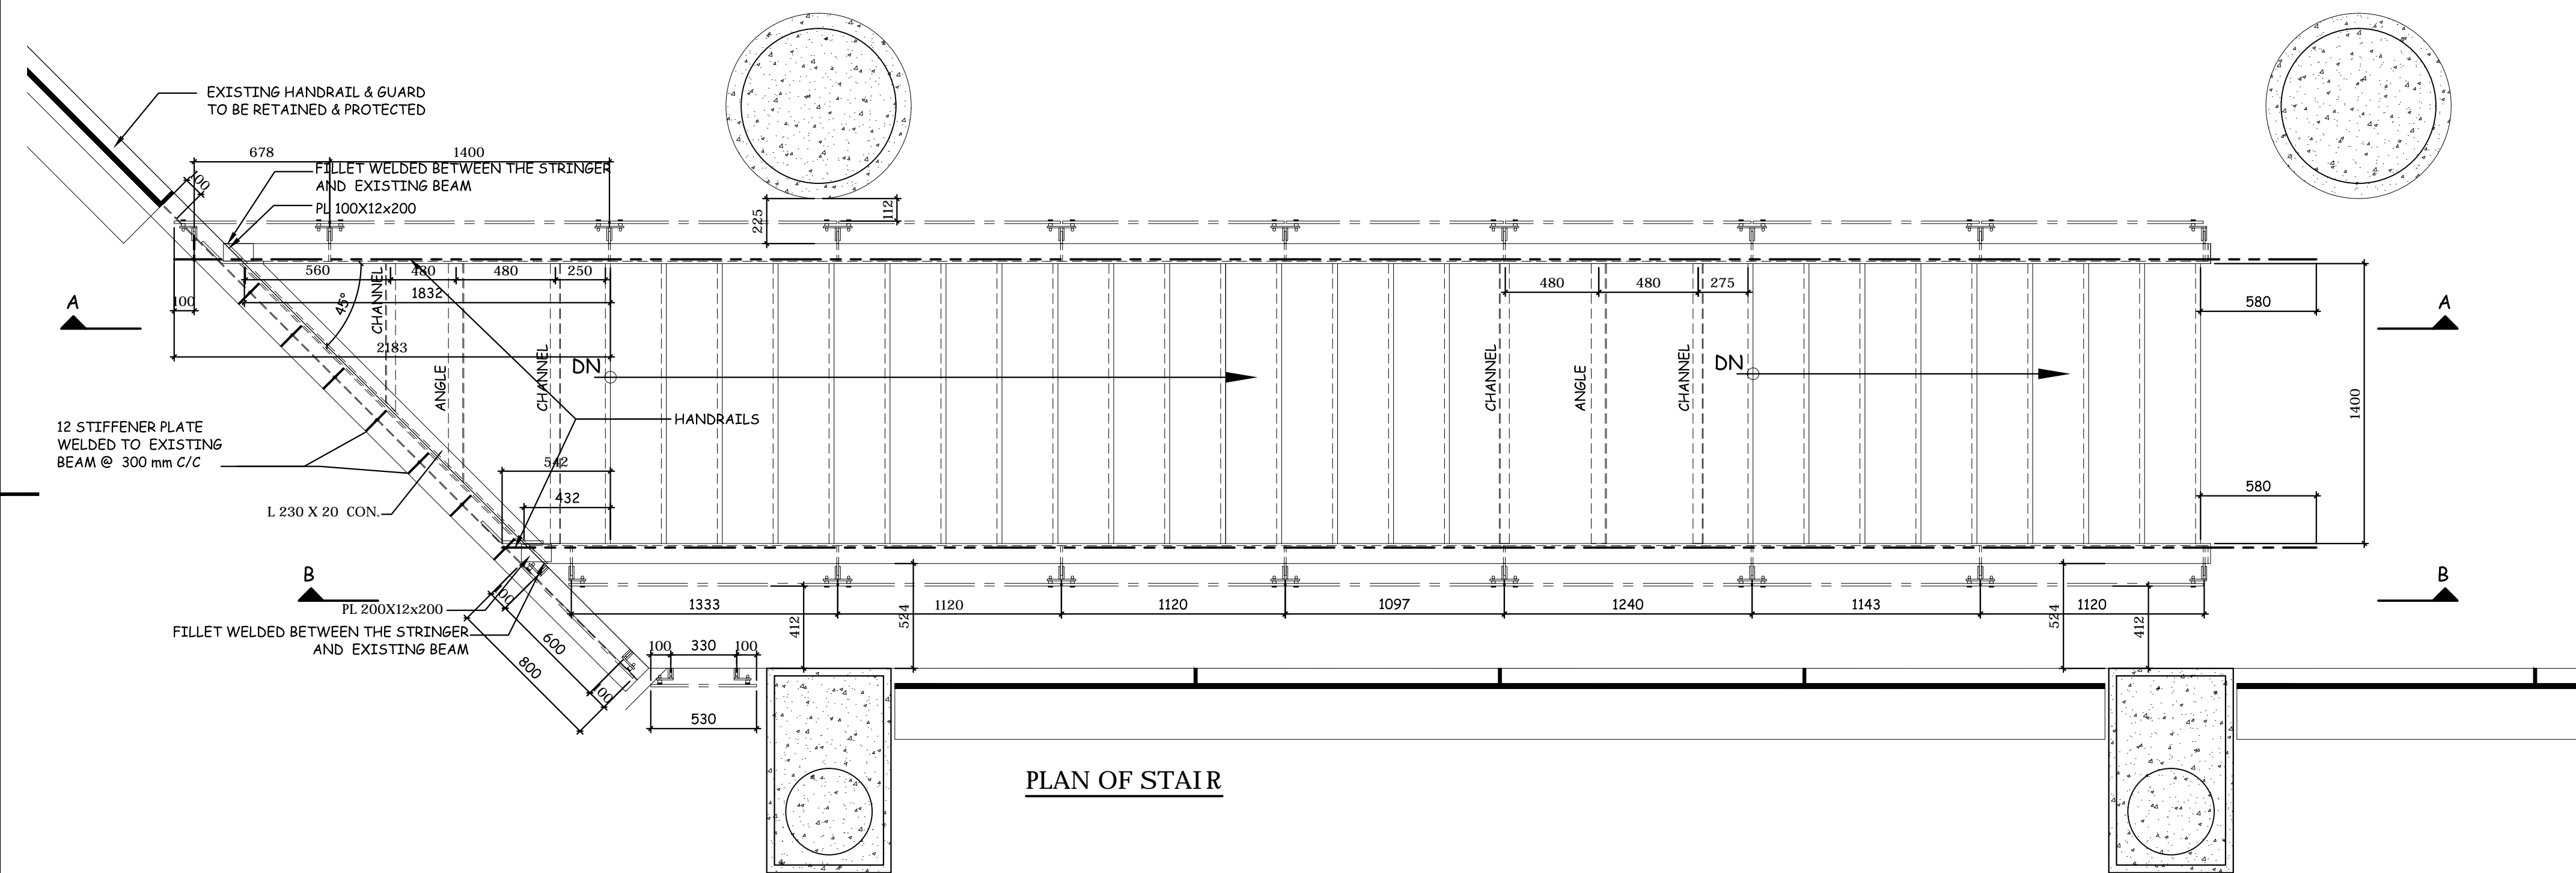 EXISTING HANDRAIL & GUARD
TO BE RETAINED & PROTECTED
678
1400
FILLET WELDED BETWEEN THE STRINGER
AND EXISTING BEAM
PL 100X12x200
100
225
112
560
480
480
250
1832
100
45°
2183
CHANNEL
ANGLE
CHANNEL
DN
HANDRAILS
A
A
480
480
275
CHANNEL
ANGLE
CHANNEL
DN
580
1400
580
12 STIFFENER PLATE
WELDED TO EXISTING
BEAM @ 300 mm C/C
542
432
L 230 X 20 CON.
B
B
PL 200X12x200
FILLET WELDED BETWEEN THE STRINGER
AND EXISTING BEAM
100
600
800
100
100
330
100
530
1333
1120
1120
1097
1240
1143
1120
412
524
524
412
PLAN OF STAIR